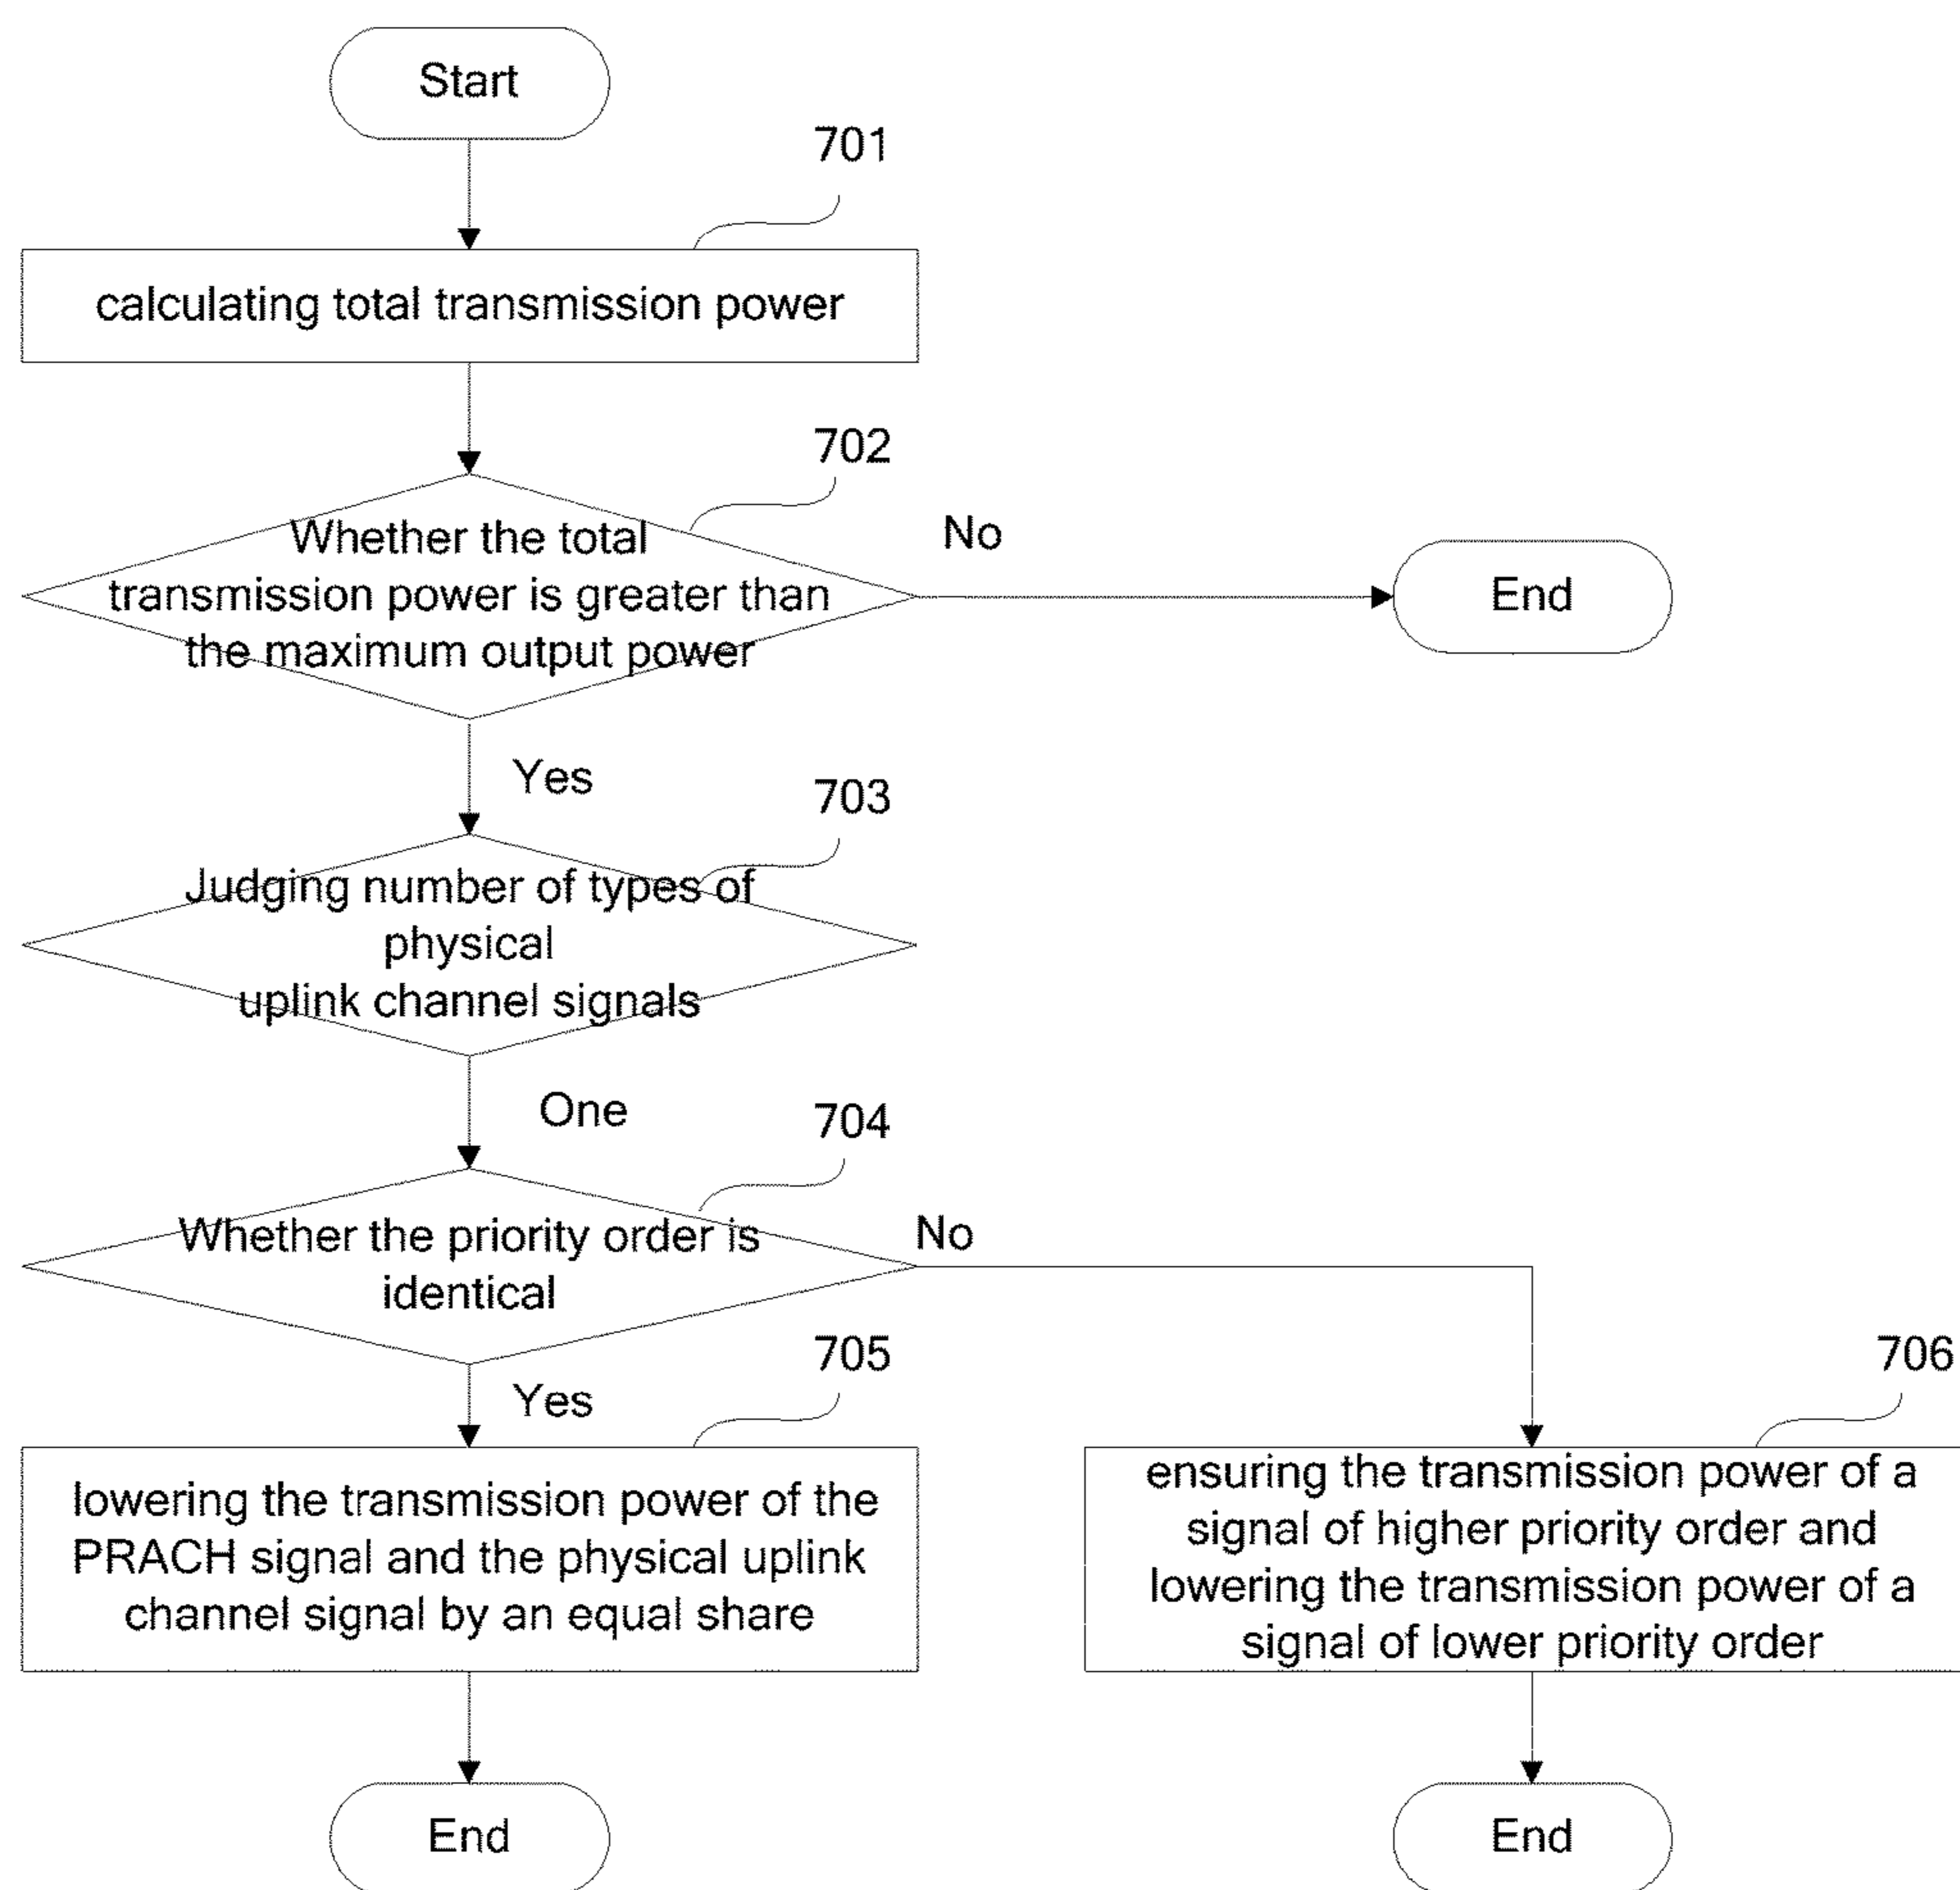 Start
701
calculating total transmission power
702
Whether the total
transmission power is greater than
the maximum output power
No
End
Yes
703
Judging number of types of
physical
uplink channel signals
One
704
Whether the priority order is
identical
No
Yes
705
lowering the transmission power of the
PRACH signal and the physical uplink
channel signal by an equal share
706
ensuring the transmission power of a
signal of higher priority order and
lowering the transmission power of a
signal of lower priority order
End
End